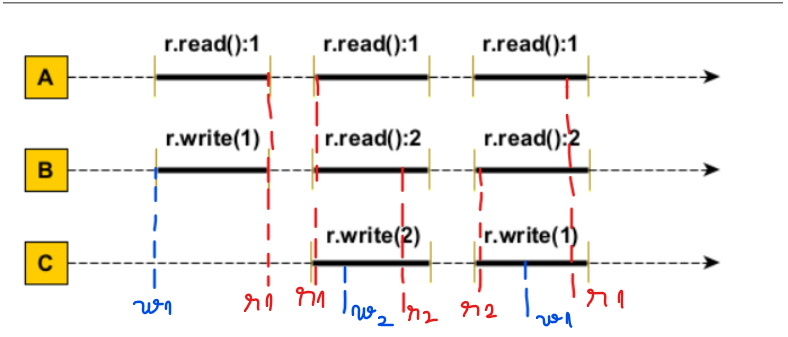 r.read():1 r.read():1 r.read():1
A
r.write(1) r.read():2 r.read():2
B
r.write(2) r.write(1)
C
w1 r1 r1 w2 r2 r2 w1 r1